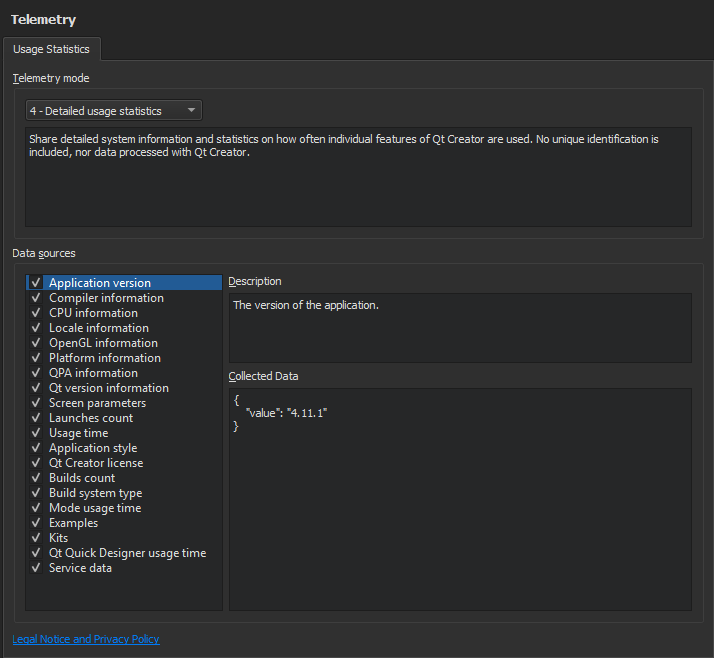 Telemetry
Usage Statistics
Telemetry mode
4 - Detailed usage statistics
Share detailed system information and statistics on how often individual features of Qt Creator are used. No unique identification is
included, nor data processed with Qt Creator.
Data sources
Application version
Compiler information
CPU information
Locale information
OpenGL information
Platform information
QPA information
Qt version information
Screen parameters
Launches count
Usage time
Application style
Qt Creator license
Builds count
Build system type
Mode usage time
Examples
Kits
Qt Quick Designer usage time
Service data
Description
The version of the application.
Collected Data
{
"value": "4.11.1"
}
Legal Notice and Privacy Policy